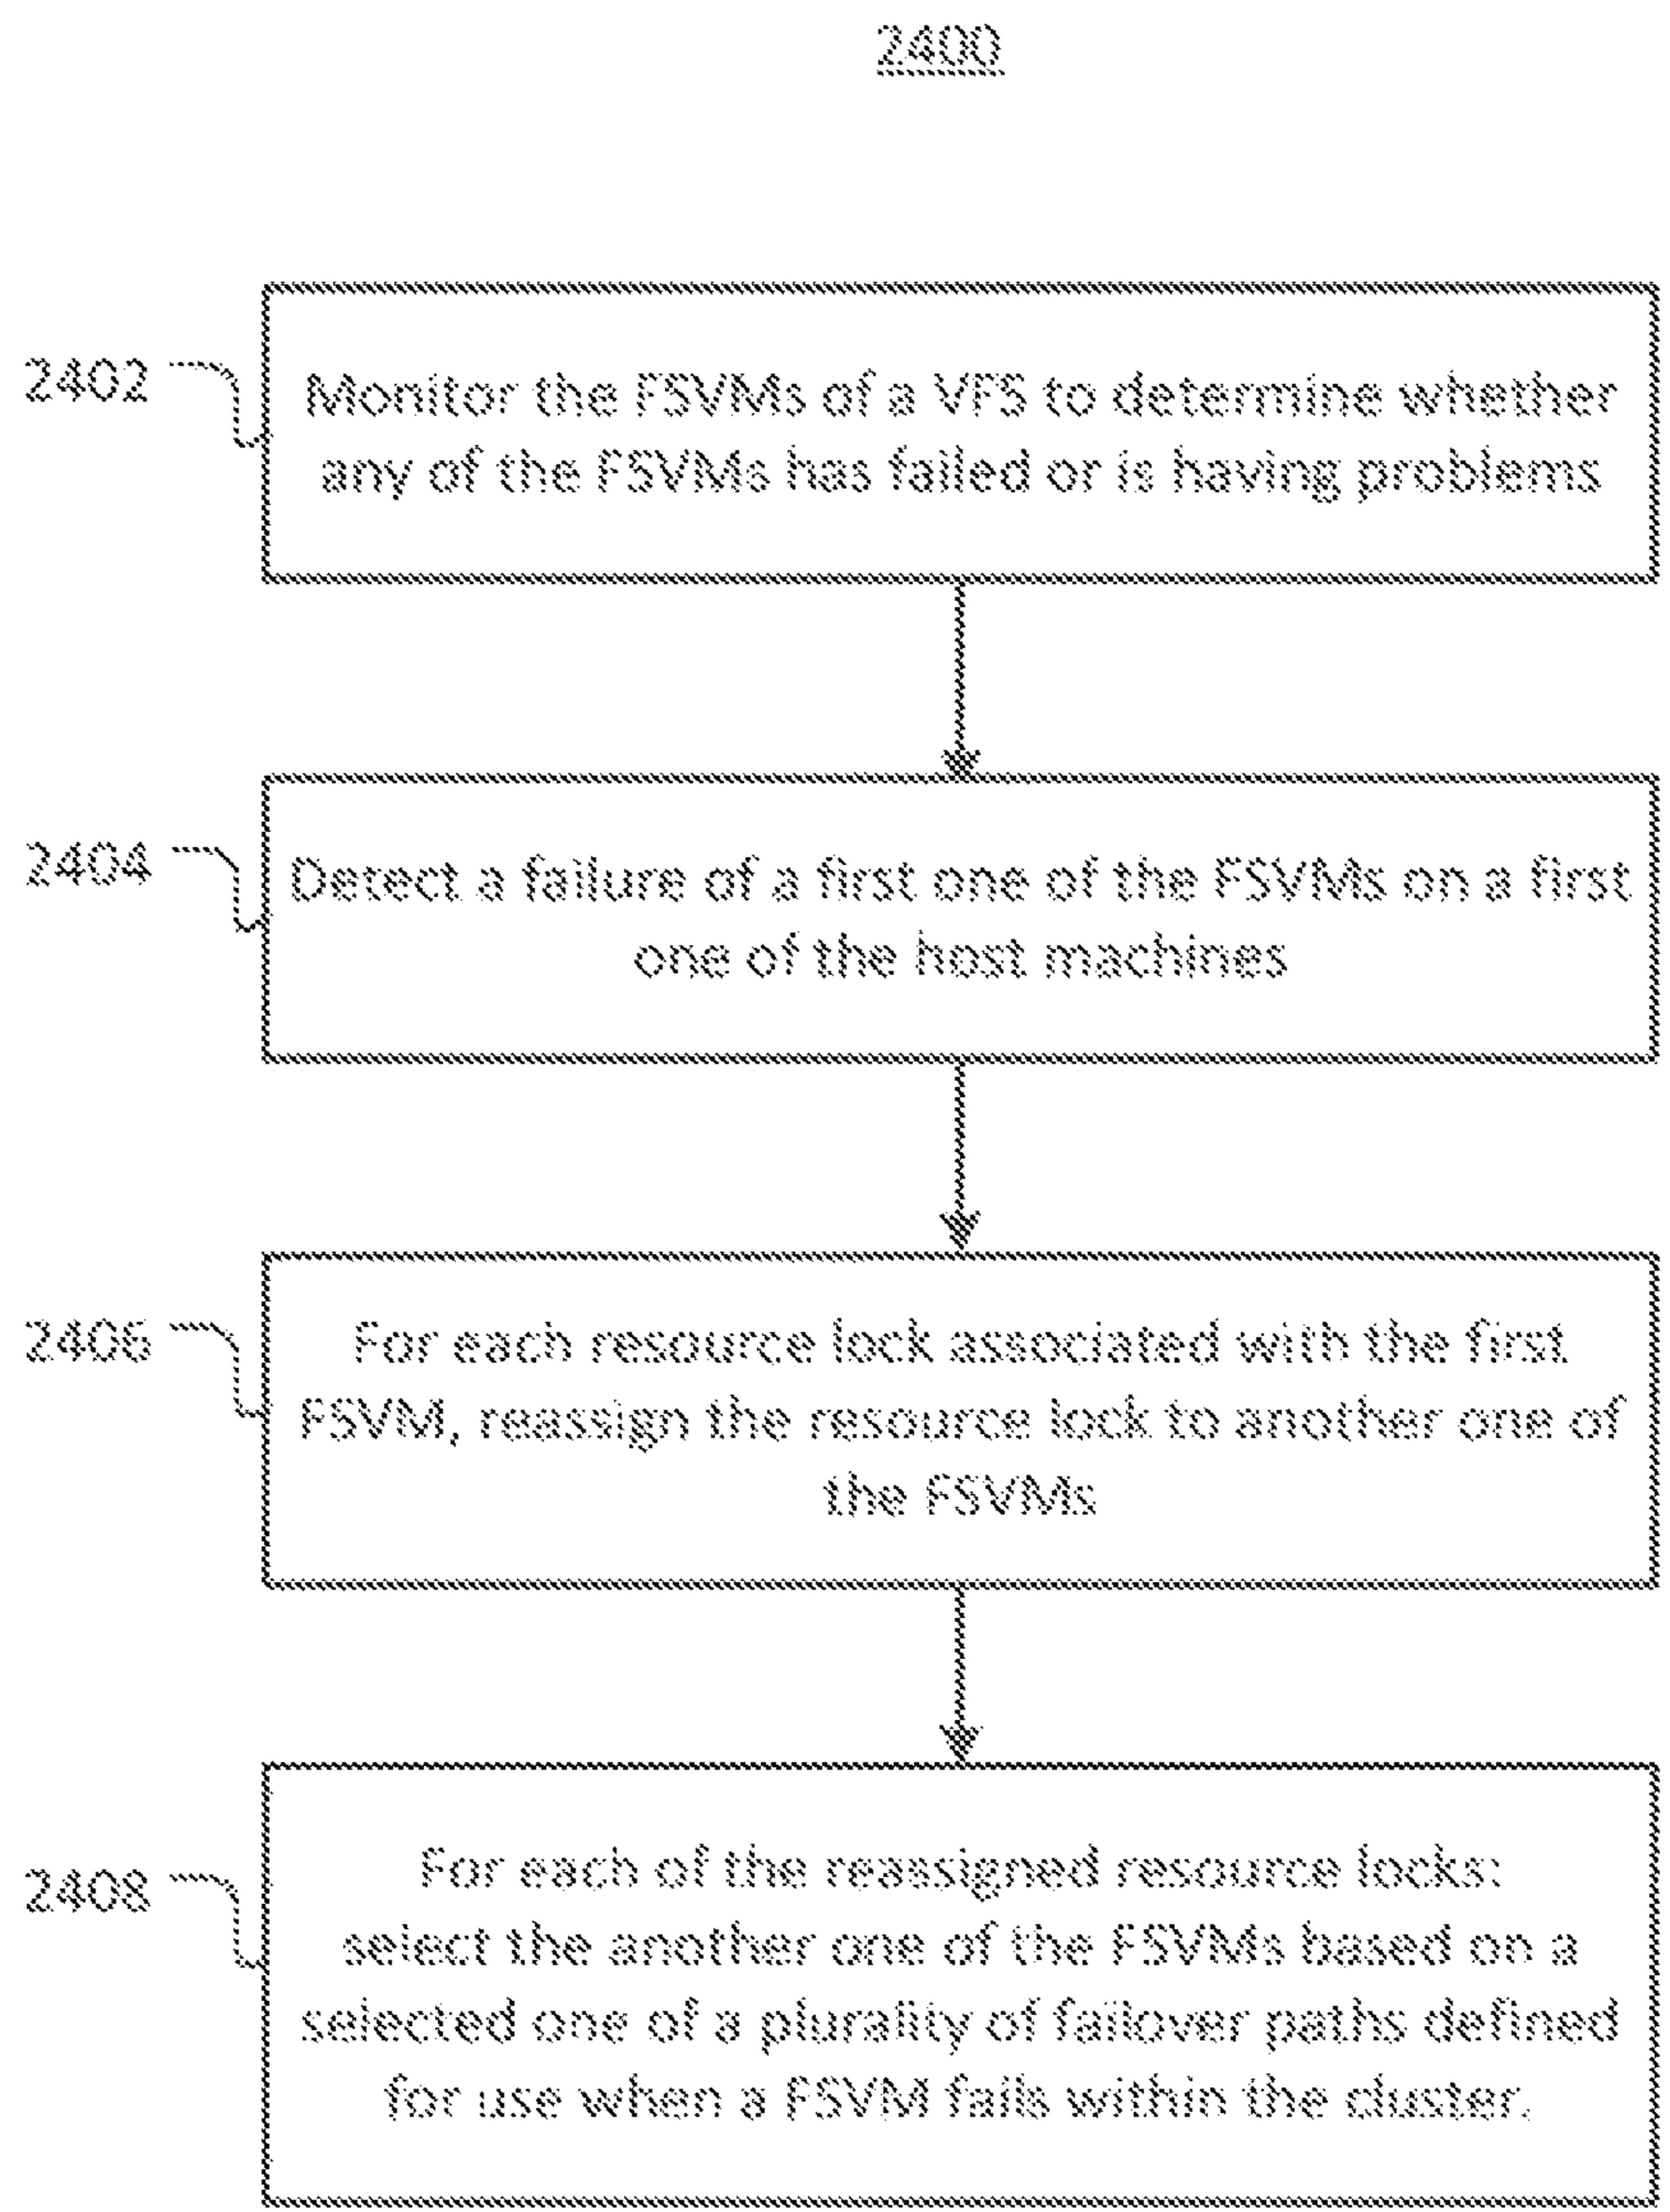 2400
2402
Monitor the FSVMs of a VFS to determine whether
any of the FSVMs has failed or is having problems
2404
Detect a failure of a first one of the FSVMs on a first
one of the host machines
2406
For each resource lock associated with the first
FSVM, reassign the resource lock to another one of
the FSVMs
2408
For each of the reassigned resource locks:
select the another one of the FSVMs based on a
selected one of a plurality of failover paths defined
for use when a FSVM fails within the cluster.